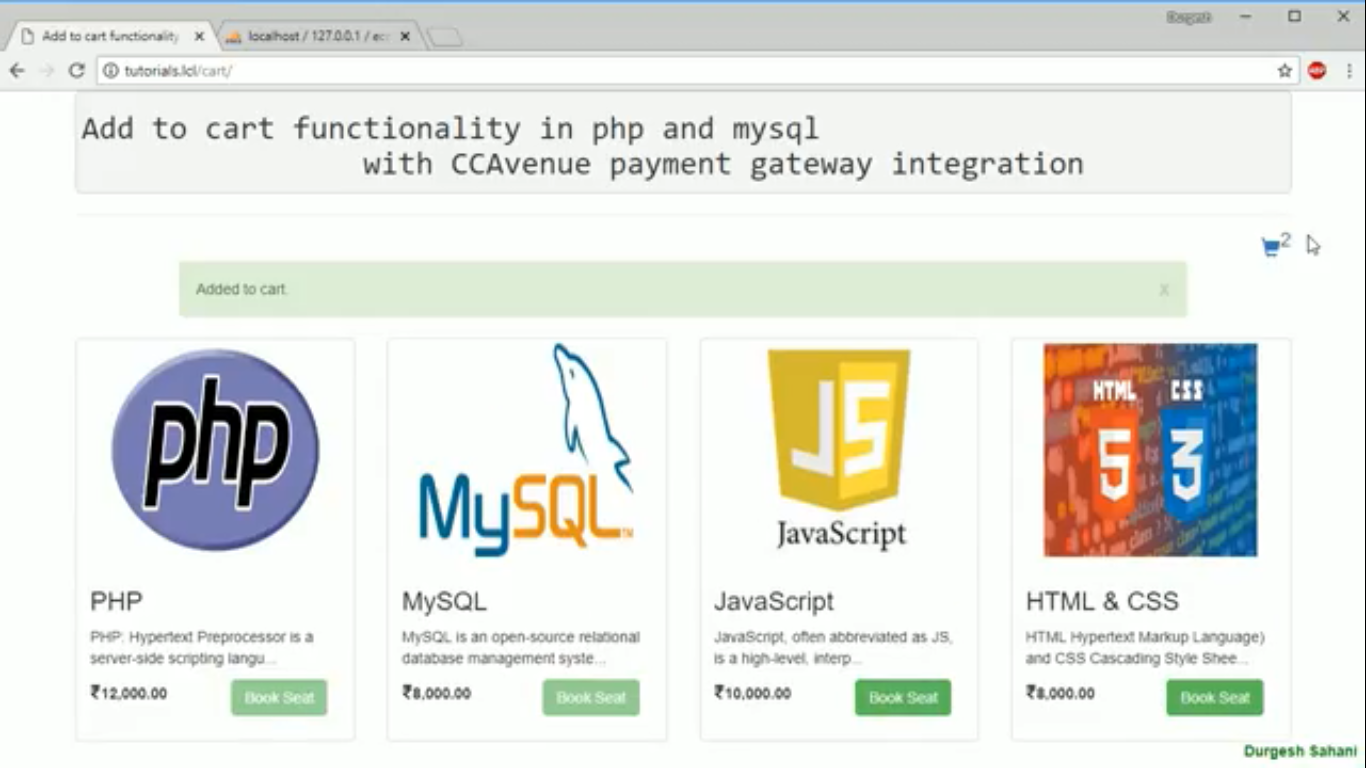 Add to cart functionality
localhost / 127.0.0.1 / ec
tutorials.lcl/cart/
ABP
Add to cart functionality in php and mysql
with CCAvenue payment gateway integration
2
Added to cart. x
php
MySQL™
JS
JavaScript
HTML CSS
5 3
PHP
PHP: Hypertext Preprocessor is a
server-side scripting langu...
₹12,000.00 Book Seat
MySQL
MySQL is an open-source relational
database management syste...
₹8,000.00 Book Seat
JavaScript
JavaScript, often abbreviated as JS,
is a high-level, interp...
₹10,000.00 Book Seat
HTML & CSS
HTML Hypertext Markup Language)
and CSS Cascading Style Shee...
₹8,000.00 Book Seat
Durgesh Sahani